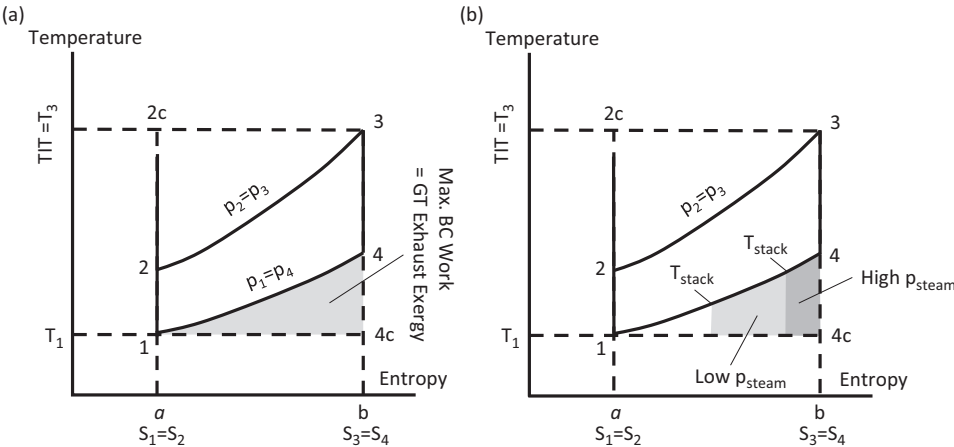 (a)
Temperature
TIT = T3
2c
3
p2=p3
2
p1=p4
4
Max. BC Work
= GT Exhaust Exergy
T1
1
4c
Entropy
a
b
S1=S2
S3=S4
(b)
Temperature
TIT = T3
2c
3
p2=p3
2
Tstack
4
Tstack
High psteam
T1
1
4c
Low psteam
Entropy
a
b
S1=S2
S3=S4